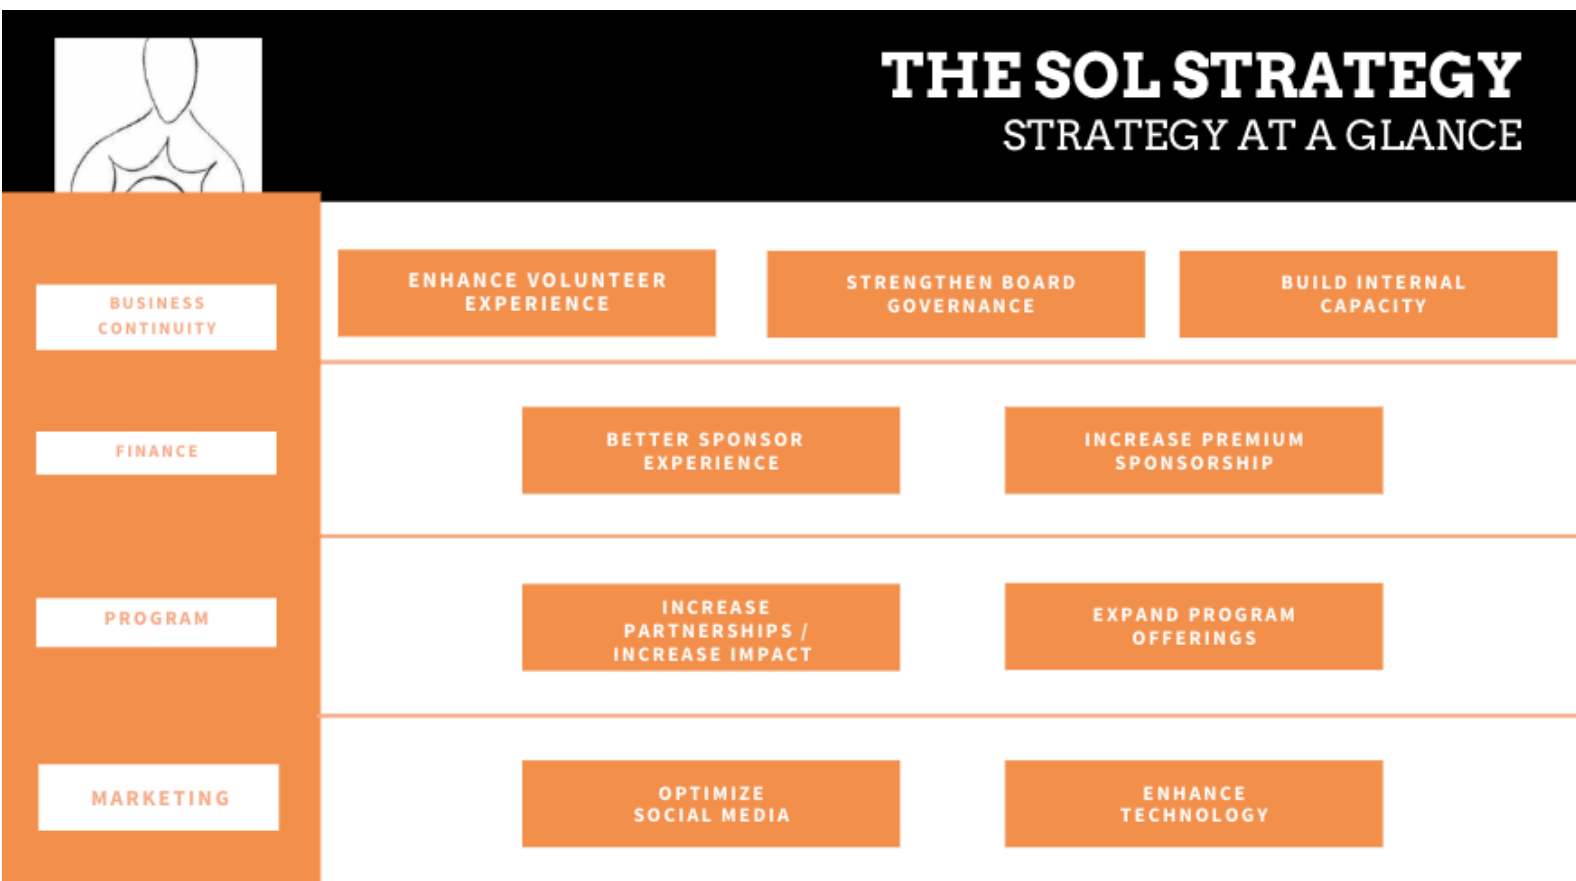 THE SOL STRATEGY
STRATEGY AT A GLANCE
BUSINESS
CONTINUITY
ENHANCE VOLUNTEER
EXPERIENCE
STRENGTHEN BOARD
GOVERNANCE
BUILD INTERNAL
CAPACITY
FINANCE
BETTER SPONSOR
EXPERIENCE
INCREASE PREMIUM
SPONSORSHIP
PROGRAM
INCREASE
PARTNERSHIPS /
INCREASE IMPACT
EXPAND PROGRAM
OFFERINGS
MARKETING
OPTIMIZE
SOCIAL MEDIA
ENHANCE
TECHNOLOGY